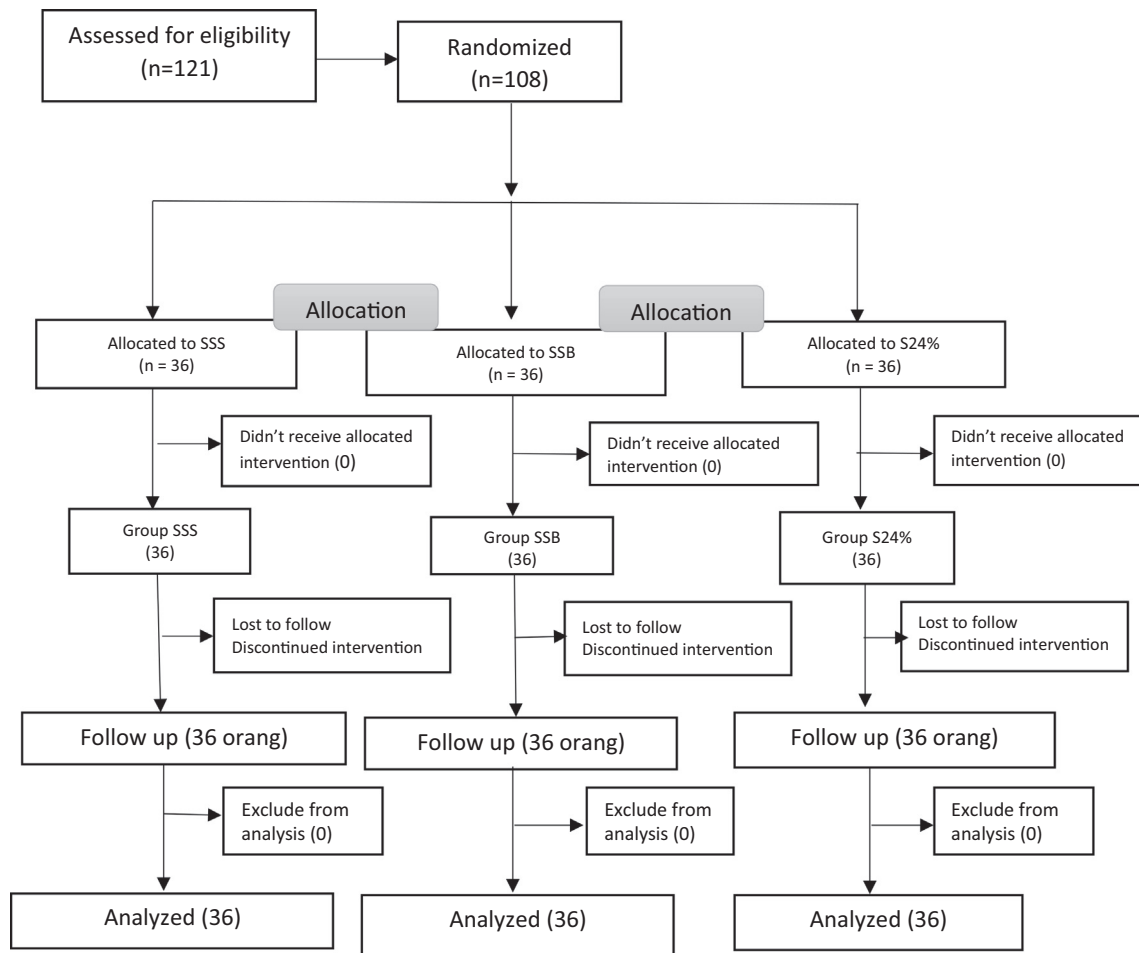 Assessed for eligibility
(n=121)
Randomized
(n=108)
Allocation
Allocation
Allocated to SSS
(n = 36)
Allocated to SSB
(n = 36)
Allocated to S24%
(n = 36)
Didn't receive allocated
intervention (0)
Didn't receive allocated
intervention (0)
Didn't receive allocated
intervention (0)
Group SSS
(36)
Group SSB
(36)
Group S24%
(36)
Lost to follow
Discontinued intervention
Lost to follow
Discontinued intervention
Lost to follow
Discontinued intervention
Follow up (36 orang)
Follow up (36 orang)
Follow up (36 orang)
Exclude from
analysis (0)
Exclude from
analysis (0)
Exclude from
analysis (0)
Analyzed (36)
Analyzed (36)
Analyzed (36)